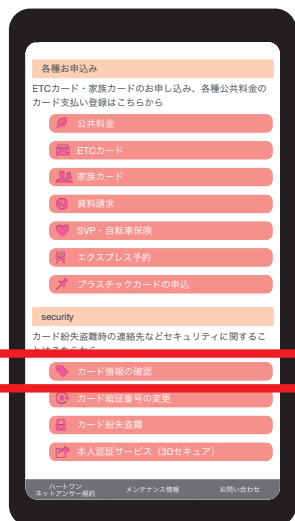 各種お申込み
ETCカード・家族カードのお申し込み、各種公共料金の
カード支払い登録はこちらから
公共料金
ETCカード
家族カード
資料請求
SVP・自転車保険
エクスプレス予約
プラスチックカードの申込
security
カード紛失盗難時の連絡先などセキュリティに関するこ
とはこちらから
カード情報の確認
カード暗証番号の変更
カード紛失盗難
本人認証サービス（3Dセキュア）
ハートワン
ネットアンサー規約
メンテナンス情報
お問い合わせ